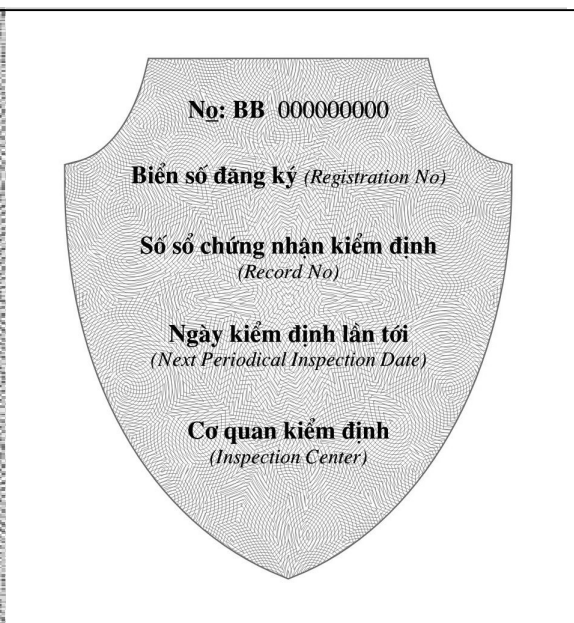 No: BB 000000000
Biển số đăng ký (Registration No)
Số sổ chứng nhận kiểm định
(Record No)
Ngày kiểm định lần tới
(Next Periodical Inspection Date)
Cơ quan kiểm định
(Inspection Center)